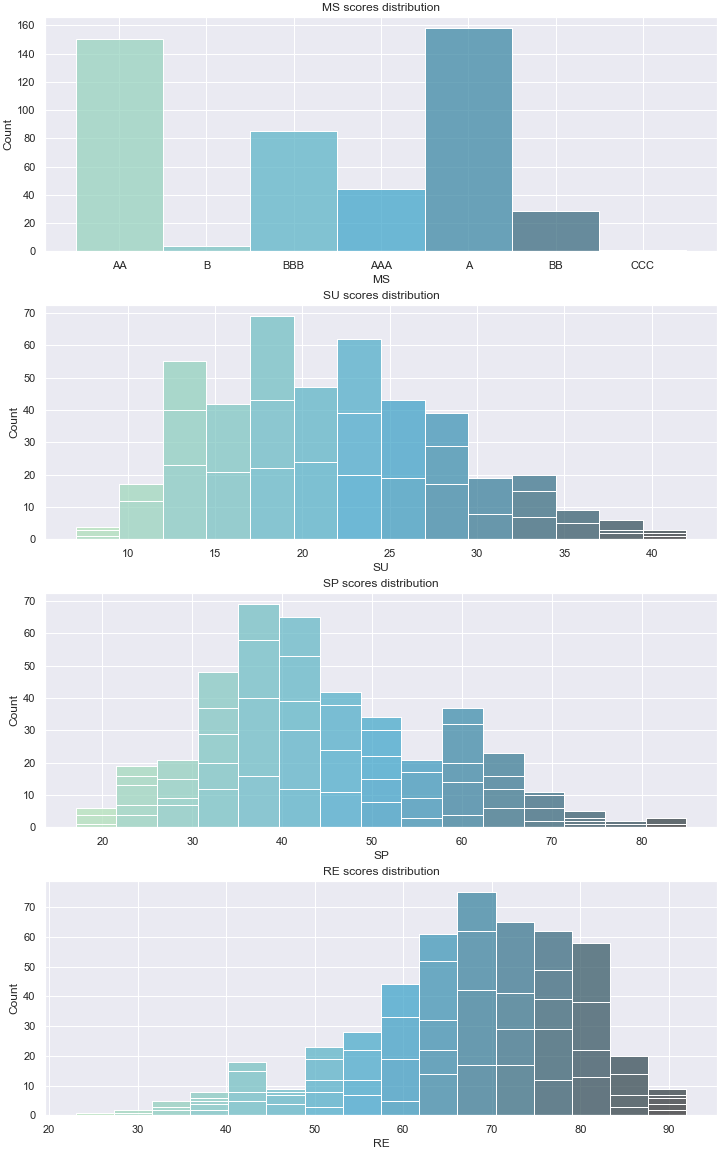 MS scores distribution
160
140
120
100
80
60
40
20
0
Count
AA B BBB AAA A BB CCC
MS
SU scores distribution
70
60
50
40
30
20
10
0
Count
10 15 20 25 30 35 40
SU
SP scores distribution
70
60
50
40
30
20
10
0
Count
20 30 40 50 60 70 80
SP
RE scores distribution
70
60
50
40
30
20
10
0
Count
20 30 40 50 60 70 80 90
RE